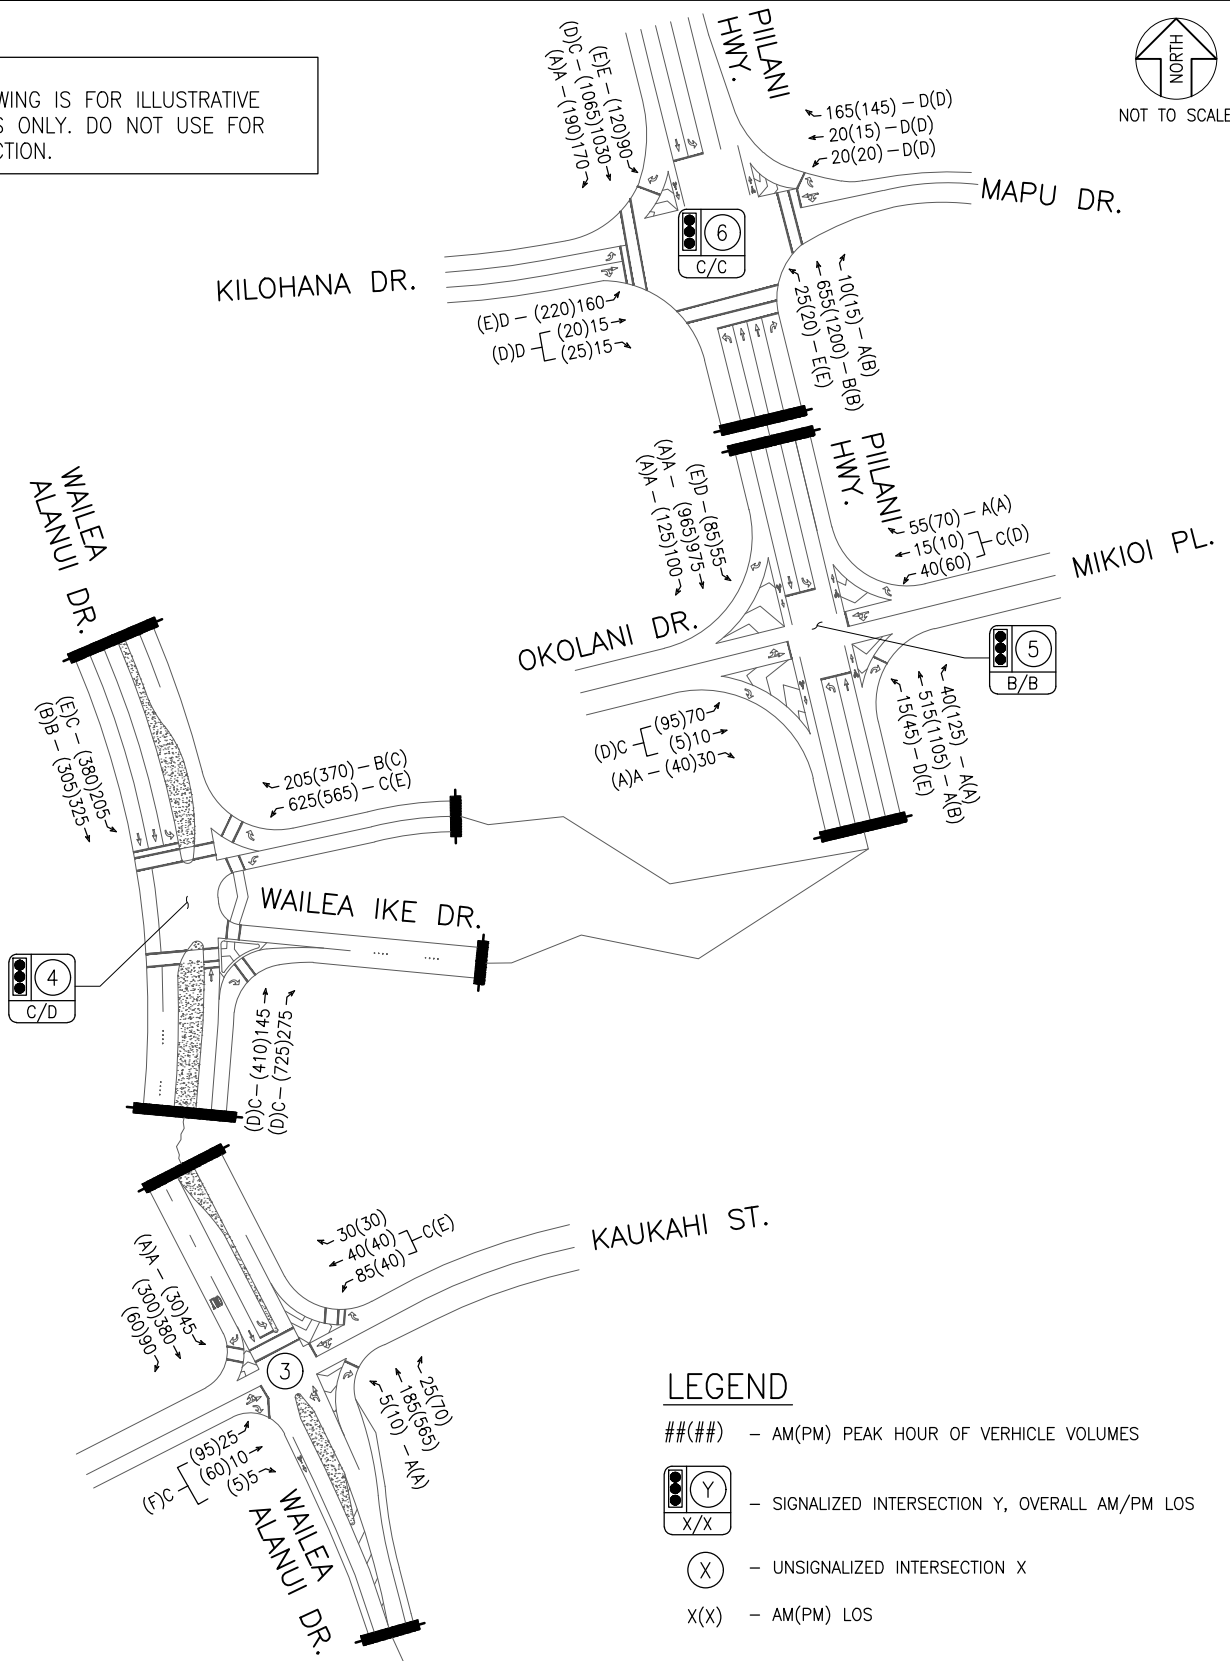 WING IS FOR ILLUSTRATIVE
S ONLY. DO NOT USE FOR
CTION.
NORTH
NOT TO SCALE
PIILANI
HWY.
(E)E – (120)90
(D)C – (1065)1030
(A)A – (190)170
165(145) – D(D)
20(15) – D(D)
20(20) – D(D)
MAPU DR.
6
C/C
KILOHANA DR.
(E)D – (220)160
(D)D
(20)15
(25)15
10(15) – A(B)
655(1200) – B(B)
25(20) – E(E)
PIILANI
HWY.
(E)D – (85)55
(A)A – (965)975
(A)A – (125)100
55(70) – A(A)
15(10)
40(60)
C(D)
MIKIOI PL.
OKOLANI DR.
5
B/B
(D)C
(95)70
(5)10
(A)A – (40)30
40(125) – A(A)
515(1105) – A(B)
15(45) – D(E)
WAILEA
ALANUI DR.
(E)C – (380)205
(B)B – (305)325
205(370) – B(C)
625(565) – C(E)
WAILEA IKE DR.
4
C/D
(D)C – (410)145
(D)C – (725)275
(A)A – (30)45
(300)380
(60)90
30(30)
40(40)
85(40)
C(E)
KAUKAHI ST.
3
(F)C
(95)25
(60)10
(5)5
25(70)
185(565)
5(10) – A(A)
WAILEA
ALANUI DR.
LEGEND
##(##) – AM(PM) PEAK HOUR OF VERHICLE VOLUMES
Y
X/X
– SIGNALIZED INTERSECTION Y, OVERALL AM/PM LOS
X – UNSIGNALIZED INTERSECTION X
X(X) – AM(PM) LOS